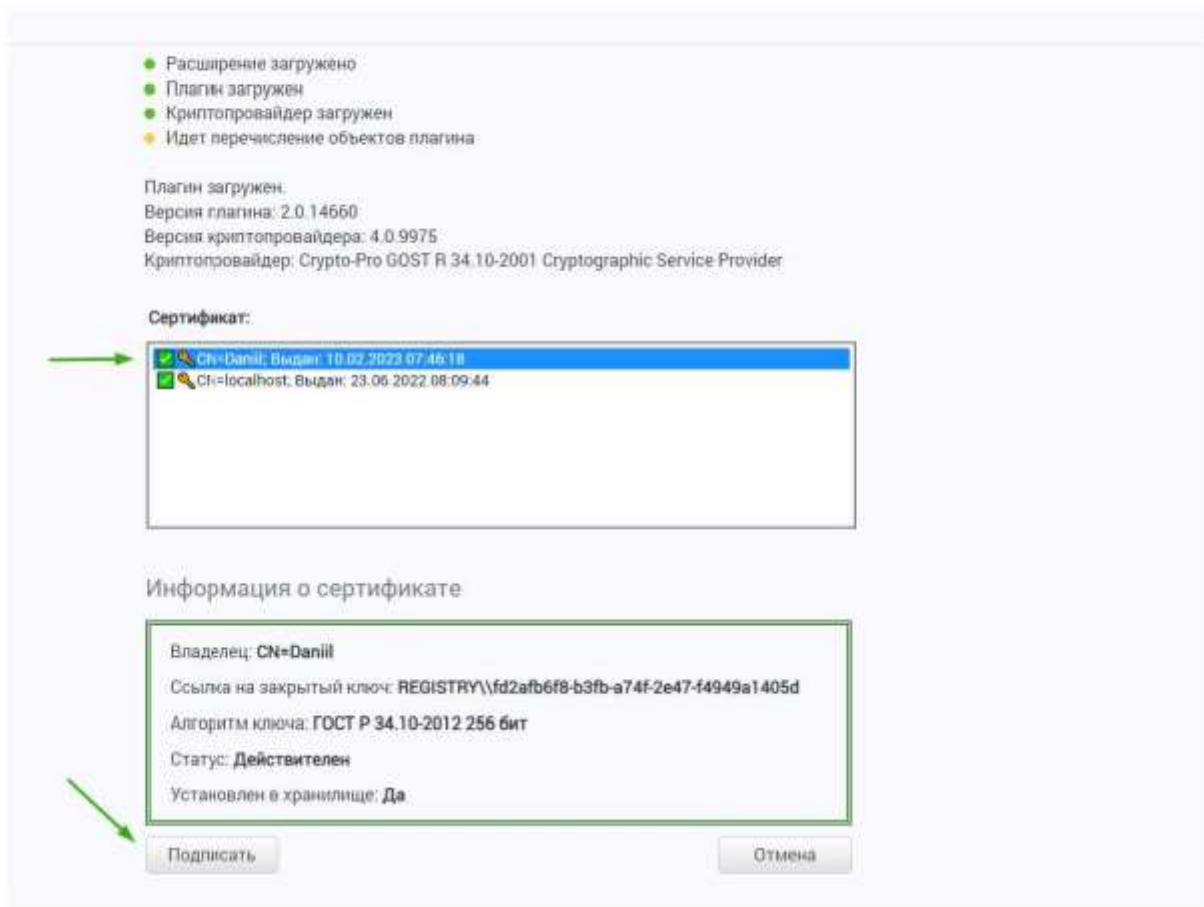 Расширение загружено
Плагин загружен
Криптопровайдер загружен
Идет перечисление объектов плагина
Плагин загружен.
Версия плагина: 2.0.14660
Версия криптопровайдера: 4.0.9975
Криптопровайдер: Crypto-Pro GOST R 34.10-2001 Cryptographic Service Provider
Сертификат:
CN=Daniil; Выдан: 10.02.2023 07:46:18
CN=localhost; Выдан: 23.06.2022 08:09:44
Информация о сертификате
Владелец: CN=Daniil
Ссылка на закрытый ключ: REGISTRY\\fd2afb6f8-b3fb-a74f-2e47-f4949a1405d
Алгоритм ключа: ГОСТ Р 34.10-2012 256 бит
Статус: Действителен
Установлен в хранилище: Да
Подписать Отмена